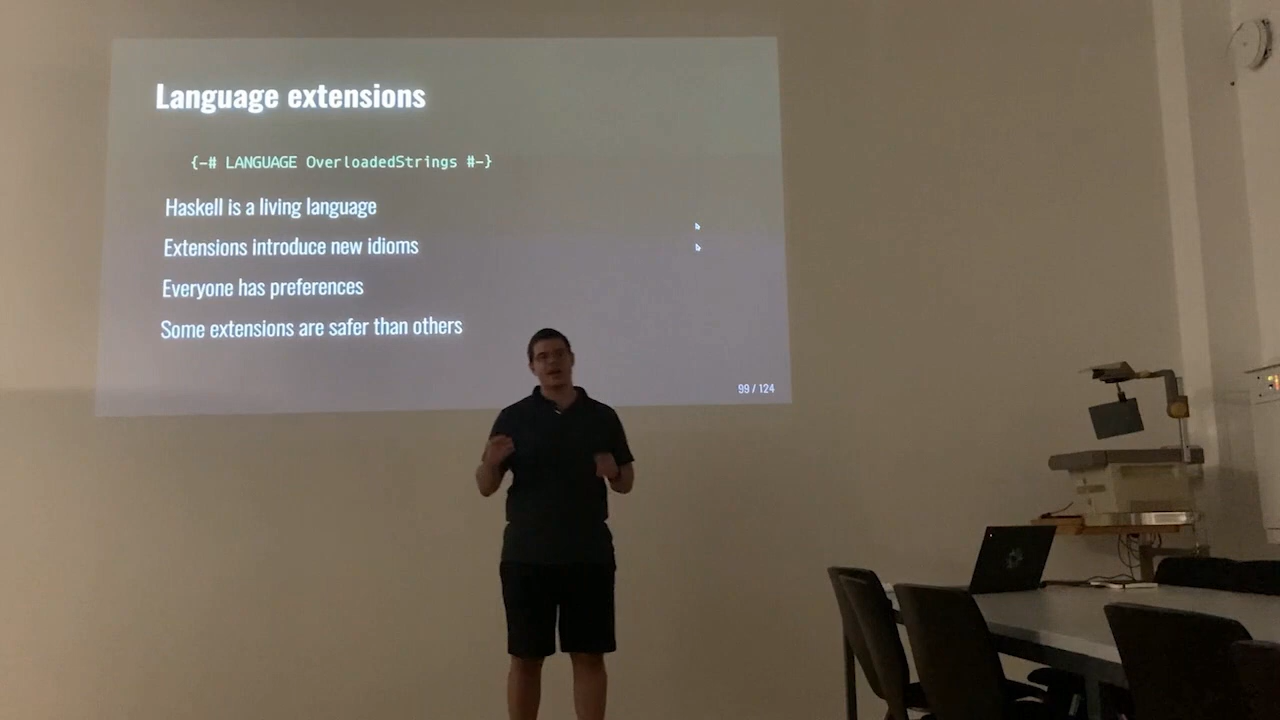 Language extensions
{-# LANGUAGE OverloadedStrings #-}
Haskell is a living language
Extensions introduce new idioms
Everyone has preferences
Some extensions are safer than others
99 / 124